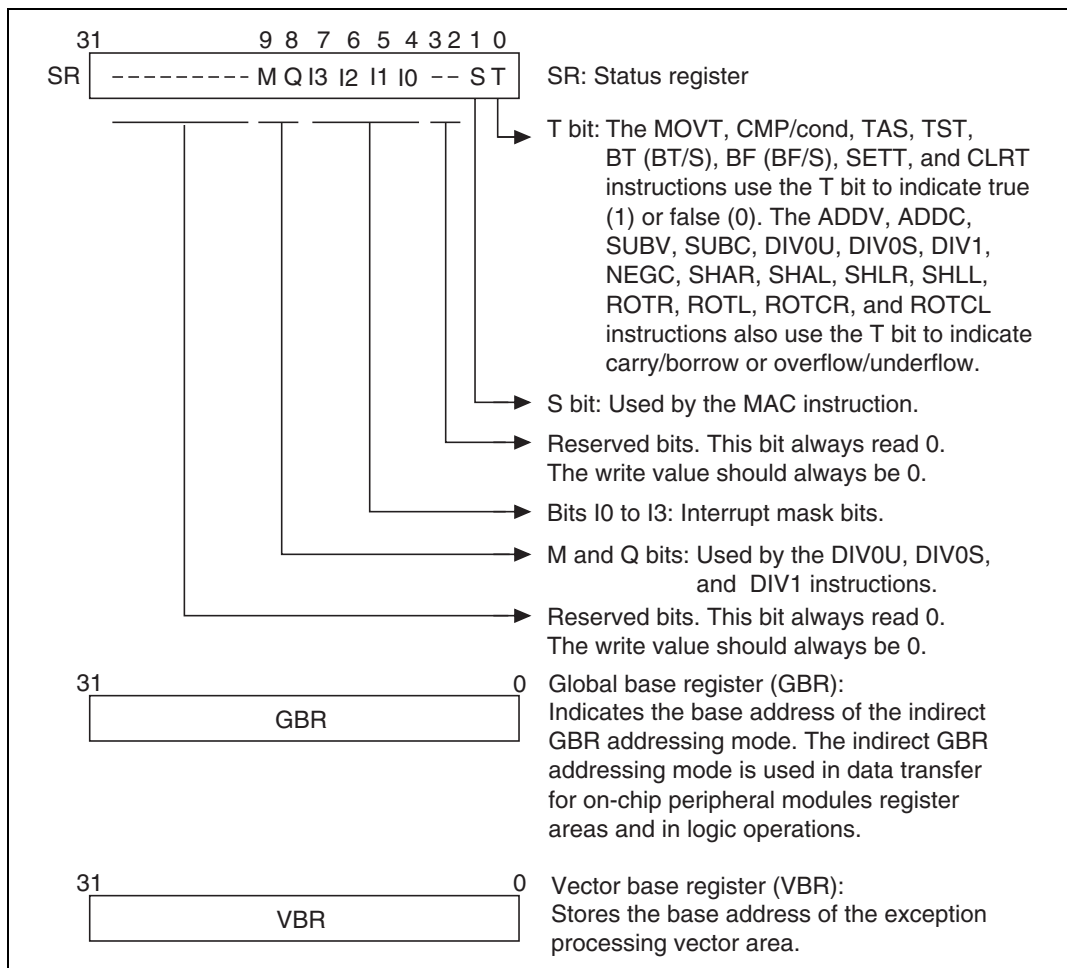 31 9 8 7 6 5 4 3 2 1 0
SR ---------- M Q I3 I2 I1 I0 -- S T SR: Status register
T bit: The MOVT, CMP/cond, TAS, TST,
BT (BT/S), BF (BF/S), SETT, and CLRT
instructions use the T bit to indicate true
(1) or false (0). The ADDV, ADDC,
SUBV, SUBC, DIV0U, DIV0S, DIV1,
NEGC, SHAR, SHAL, SHLR, SHLL,
ROTR, ROTL, ROTCR, and ROTCL
instructions also use the T bit to indicate
carry/borrow or overflow/underflow.
S bit: Used by the MAC instruction.
Reserved bits. This bit always read 0.
The write value should always be 0.
Bits I0 to I3: Interrupt mask bits.
M and Q bits: Used by the DIV0U, DIV0S,
and DIV1 instructions.
Reserved bits. This bit always read 0.
The write value should always be 0.
31 0 Global base register (GBR):
GBR
Indicates the base address of the indirect
GBR addressing mode. The indirect GBR
addressing mode is used in data transfer
for on-chip peripheral modules register
areas and in logic operations.
31 0 Vector base register (VBR):
VBR
Stores the base address of the exception
processing vector area.